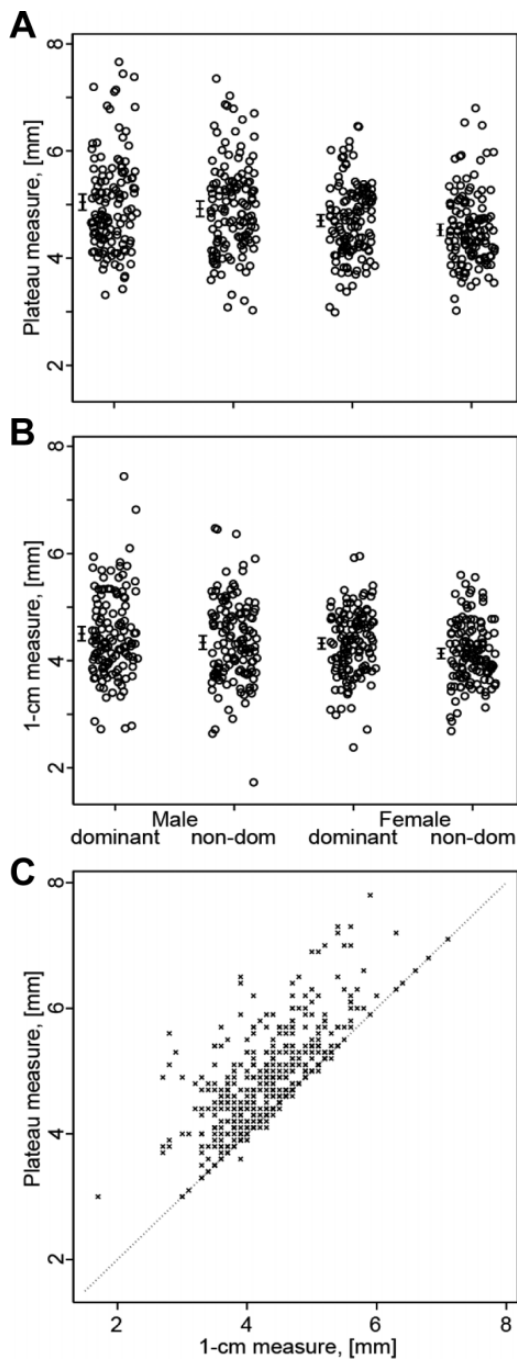 A
Plateau measure, [mm]
8
6
4
2
B
1-cm measure, [mm]
8
6
4
2
Male Female
dominant non-dom dominant non-dom
C
Plateau measure, [mm]
8
6
4
2
2 4 6 8
1-cm measure, [mm]